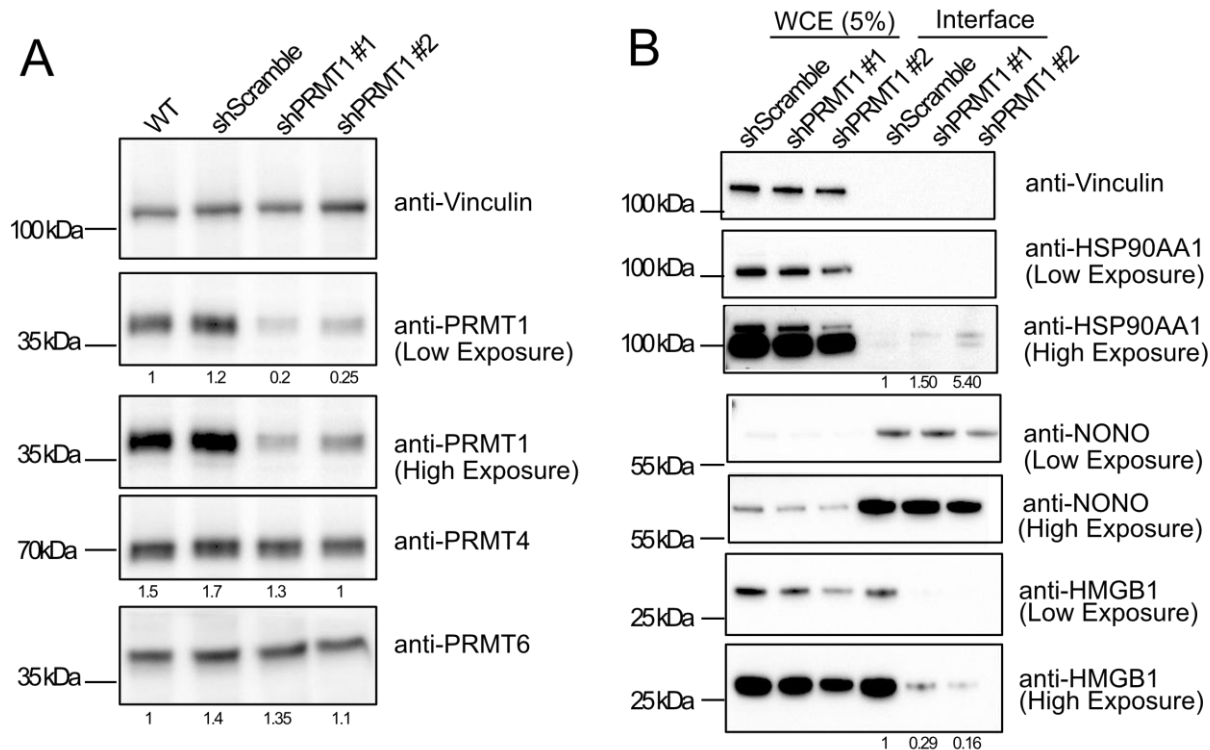 A
WT
shScramble
shPRMT1 #1
shPRMT1 #2
anti-Vinculin
100 kDa
anti-PRMT1
(Low Exposure)
35 kDa
1 1.2 0.2 0.25
anti-PRMT1
(High Exposure)
35 kDa
anti-PRMT4
70kDa
1.5 1.7 1.3 1
anti-PRMT6
35 kDa
1 1.4 1.35 1.1
B
WCE (5%) Interface
shScramble
shPRMT1 #1
shPRMT1 #2
shScramble
shPRMT1 #1
shPRMT1 #2
anti-Vinculin
100 kDa
anti-HSP90AA1
(Low Exposure)
100 kDa
anti-HSP90AA1
(High Exposure)
100 kDa
1 1.50 5.40
anti-NONO
(Low Exposure)
55 kDa
anti-NONO
(High Exposure)
55 kDa
anti-HMGB1
(Low Exposure)
25 kDa
anti-HMGB1
(High Exposure)
25 kDa
1 0.29 0.16